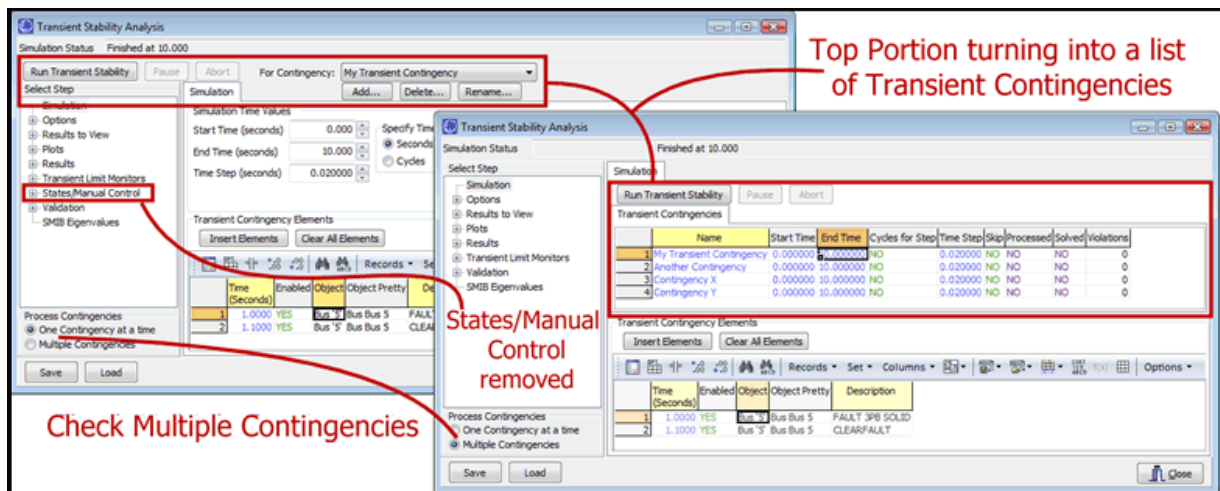 Transient Stability Analysis
Simulation Status Finished at 10.000
Run Transient Stability Pause Abort For Contingency: My Transient Contingency
Select Step
Simulation
Add... Delete... Rename...
Simulation
Options
Results to View
Plots
Results
Transient Limit Monitors
States/Manual Control
Validation
SMIB Eigenvalues
Simulation Time Values
Start Time (seconds) 0.000
End Time (seconds) 10.000
Time Step (seconds) 0.020000
Specify Time
Seconds
Cycles
Transient Contingency Elements
Insert Elements Clear All Elements
Records
Time (Seconds) Enabled Object Object Pretty
1 1.0000 YES Bus '5' Bus Bus 5 FAUL
2 1.1000 YES Bus '5' Bus Bus 5 CLEAR
Process Contingencies
One Contingency at a time
Multiple Contingencies
Save Load
Top Portion turning into a list
of Transient Contingencies
Transient Stability Analysis
Simulation Status Finished at 10.000
Select Step
Simulation
Options
Results to View
Plots
Results
Transient Limit Monitors
Validation
SMIB Eigenvalues
Simulation
Run Transient Stability Pause Abort
Transient Contingencies
Name Start Time End Time Cycles for Step Time Step Skip Processed Solved Violations
1 My Transient Contingency 0.000000 10.000000 NO 0.020000 NO NO NO 0
2 Another Contingency 0.000000 10.000000 NO 0.020000 NO NO NO 0
3 Contingency X 0.000000 10.000000 NO 0.020000 NO NO NO 0
4 Contingency Y 0.000000 10.000000 NO 0.020000 NO NO NO 0
Transient Contingency Elements
Insert Elements Clear All Elements
Records Set Columns Options
Time (Seconds) Enabled Object Object Pretty Description
1 1.0000 YES Bus '5' Bus Bus 5 FAULT 3PB SOLID
2 1.1000 YES Bus '5' Bus Bus 5 CLEARFAULT
Process Contingencies
One Contingency at a time
Multiple Contingencies
Save Load
Close
States/Manual
Control
removed
Check Multiple Contingencies